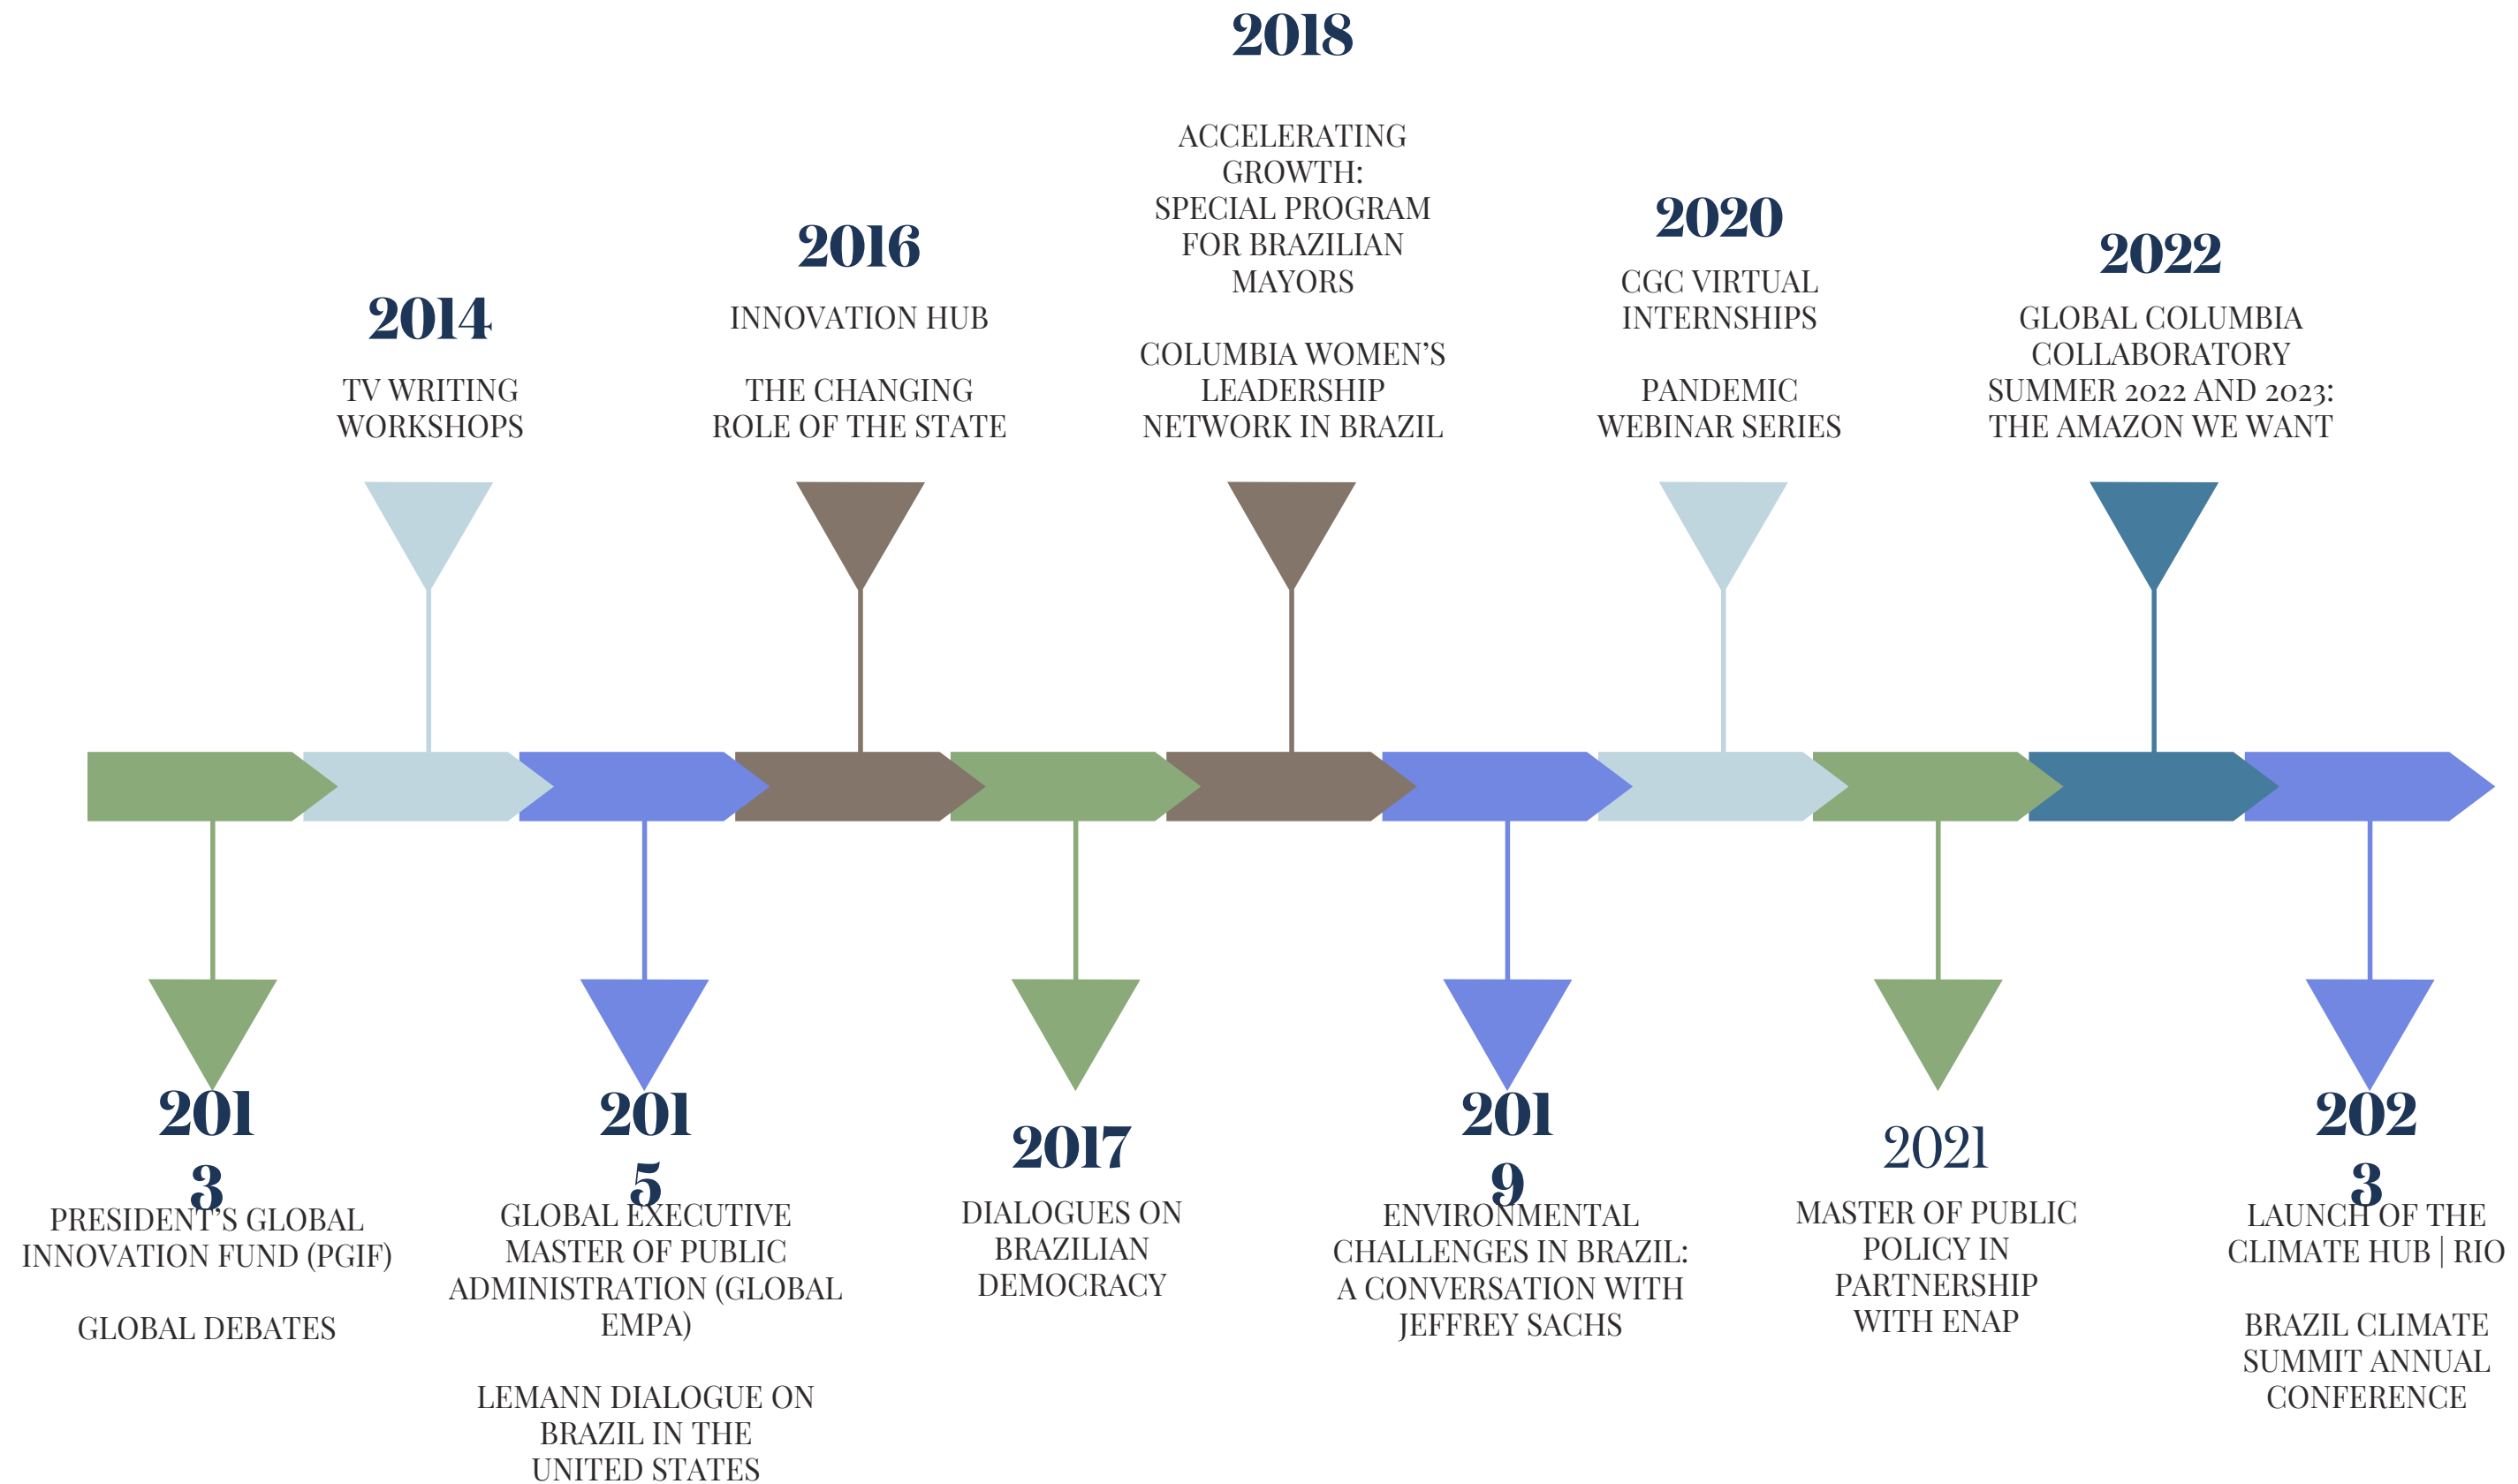 2018
ACCELERATING
GROWTH:
SPECIAL PROGRAM
FOR BRAZILIAN
MAYORS
COLUMBIA WOMEN’S
LEADERSHIP
NETWORK IN BRAZIL
2014
TV WRITING
WORKSHOPS
2016
INNOVATION HUB
THE CHANGING
ROLE OF THE STATE
2020
CGC VIRTUAL
INTERNSHIPS
PANDEMIC
WEBINAR SERIES
2022
GLOBAL COLUMBIA
COLLABORATORY
SUMMER 2022 AND 2023:
THE AMAZON WE WANT
201
3
PRESIDENT’S GLOBAL
INNOVATION FUND (PGIF)
GLOBAL DEBATES
201
5
GLOBAL EXECUTIVE
MASTER OF PUBLIC
ADMINISTRATION (GLOBAL
EMPA)
LEMANN DIALOGUE ON
BRAZIL IN THE
UNITED STATES
2017
DIALOGUES ON
BRAZILIAN
DEMOCRACY
201
9
ENVIRONMENTAL
CHALLENGES IN BRAZIL:
A CONVERSATION WITH
JEFFREY SACHS
2021
MASTER OF PUBLIC
POLICY IN
PARTNERSHIP
WITH ENAP
202
3
LAUNCH OF THE
CLIMATE HUB | RIO
BRAZIL CLIMATE
SUMMIT ANNUAL
CONFERENCE